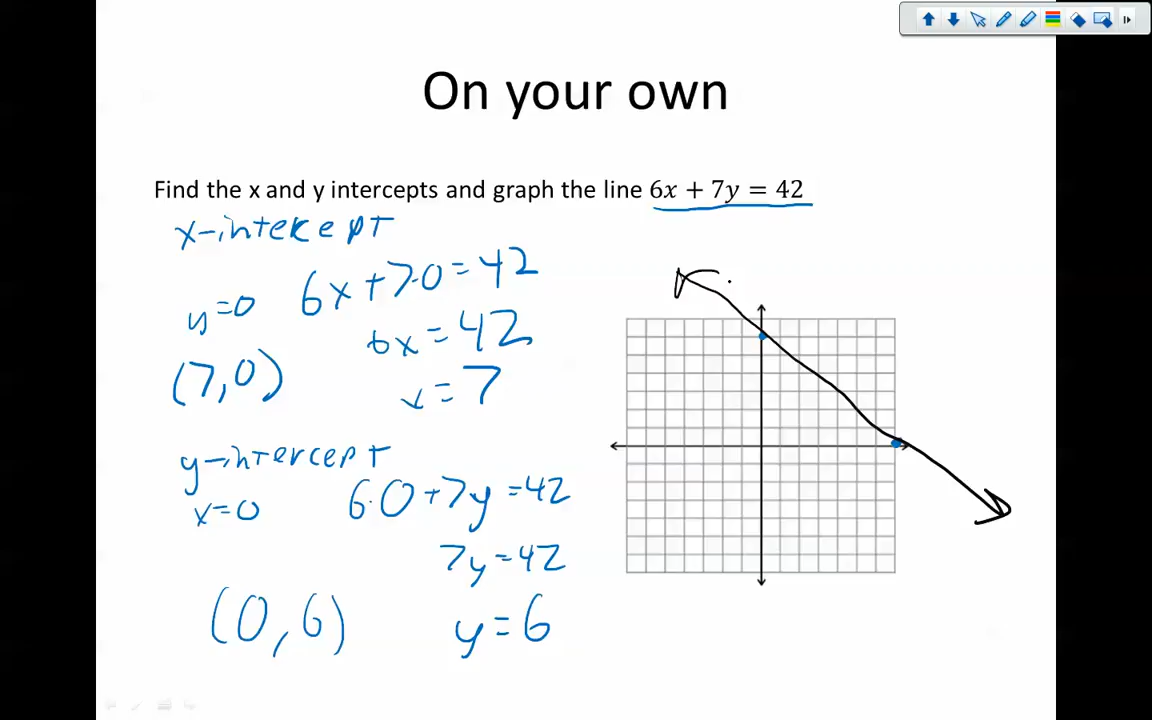 On your own
Find the x and y intercepts and graph the line 6x + 7y = 42
x-intercept
y=0
6x+7·0=42
6x=42
(7,0)
x=7
y-intercept
x=0
6·0+7y=42
7y=42
(0,6)
y=6